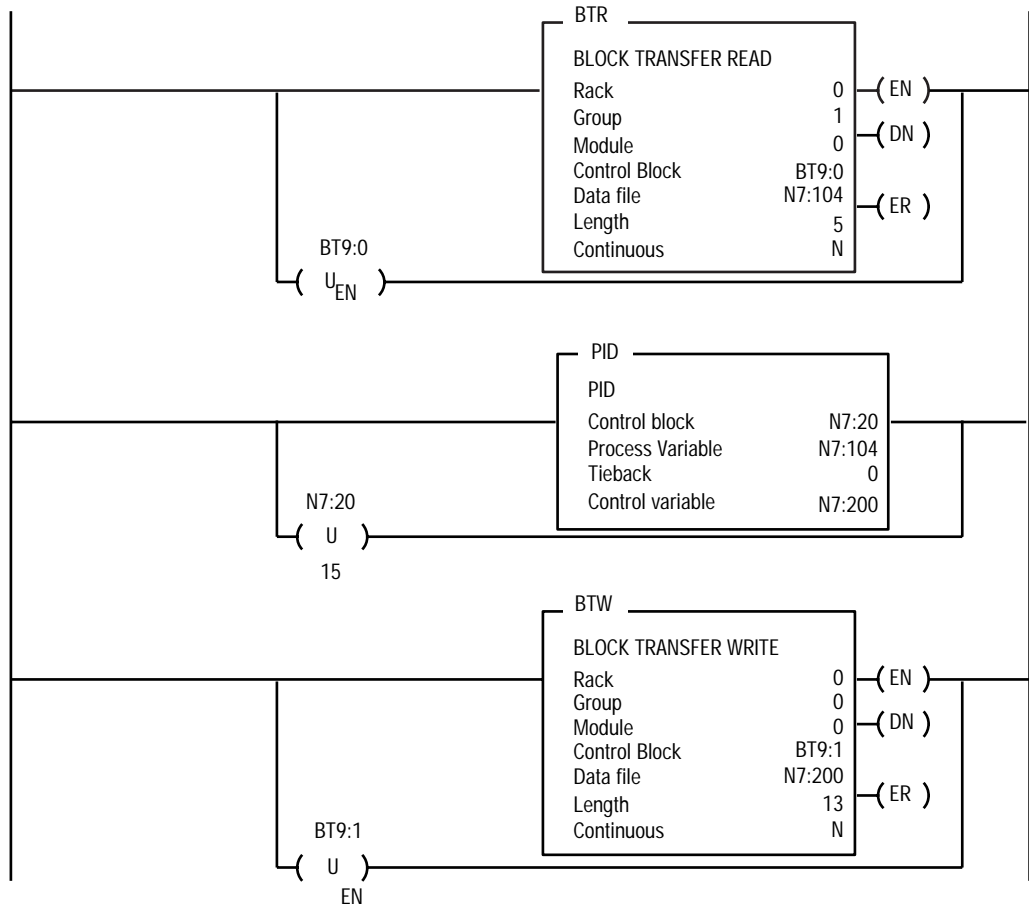 BTR
BLOCK TRANSFER READ
Rack 0 EN
Group 1
Module 0 DN
Control Block BT9:0
Data file N7:104 ER
Length 5
Continuous N
BT9:0
U EN
PID
PID
Control block N7:20
Process Variable N7:104
Tieback 0
Control variable N7:200
N7:20
U
15
BTW
BLOCK TRANSFER WRITE
Rack 0 EN
Group 0
Module 0 DN
Control Block BT9:1
Data file N7:200
Length 13 ER
Continuous N
BT9:1
U
EN